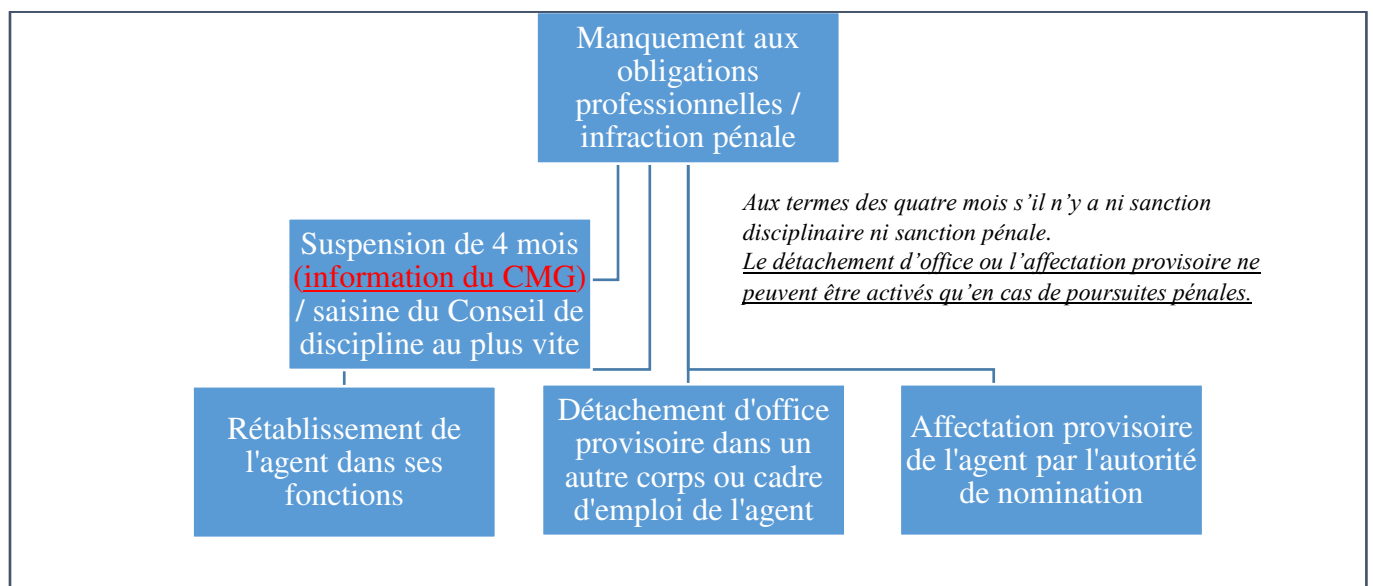 Manquement aux
obligations
professionnelles /
infraction pénale
Aux termes des quatre mois s’il n’y a ni sanction
disciplinaire ni sanction pénale.
Le détachement d’office ou l’affectation provisoire ne
peuvent être activés qu’en cas de poursuites pénales.
Suspension de 4 mois
(information du CMG)
/ saisine du Conseil de
discipline au plus vite
Rétablissement de
l'agent dans ses
fonctions
Détachement d'office
provisoire dans un
autre corps ou cadre
d'emploi de l'agent
Affectation provisoire
de l'agent par l'autorité
de nomination